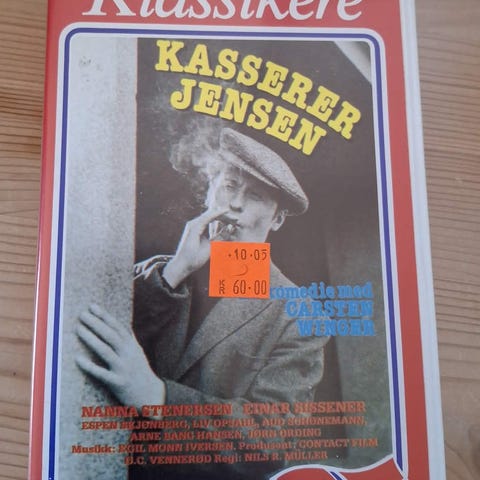 Klassikere
KASSERER
JENSEN
·10·05
KR 60·00
komedie med
CARSTEN
WINGER
NANNA STENERSEN · EINAR SISSENER
ESPEN SKJØNBERG, LIV OPDAHL, AUD SCHØNEMANN,
ARNE BANG HANSEN, JØRN ORDING
Musikk: EGIL MONN IVERSEN. Produsent: CONTACT FILM
Ø.C. VENNERØD Regi: NILS R. MÜLLER